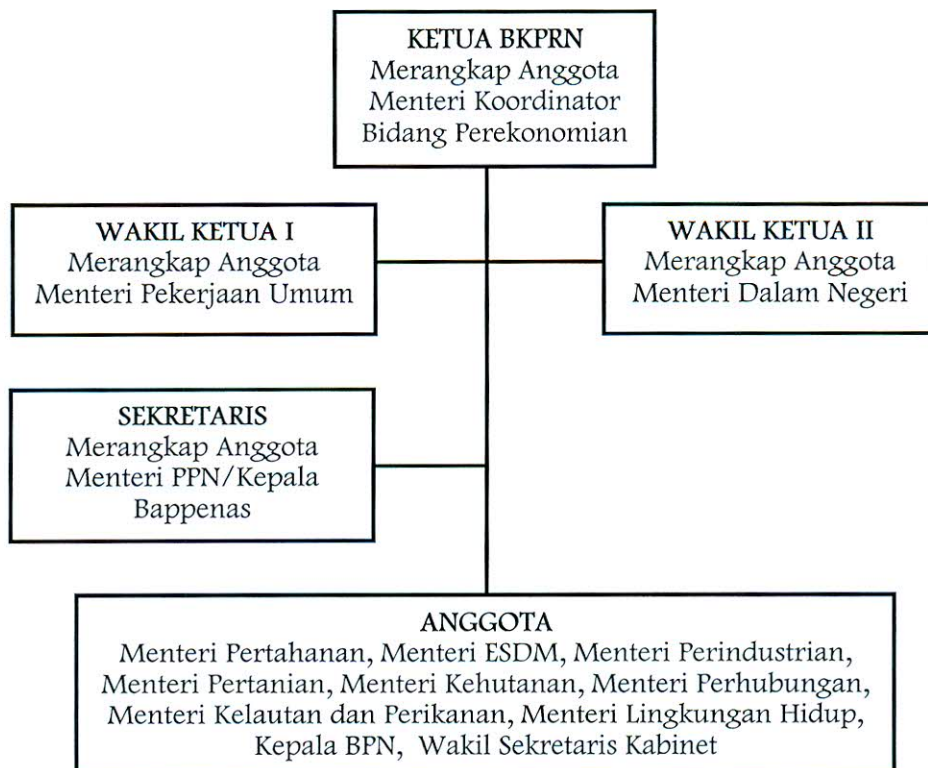 KETUA BKPRN
Merangkap Anggota
Menteri Koordinator
Bidang Perekonomian
WAKIL KETUA I
Merangkap Anggota
Menteri Pekerjaan Umum
WAKIL KETUA II
Merangkap Anggota
Menteri Dalam Negeri
SEKRETARIS
Merangkap Anggota
Menteri PPN/Kepala
Bappenas
ANGGOTA
Menteri Pertahanan, Menteri ESDM, Menteri Perindustrian,
Menteri Pertanian, Menteri Kehutanan, Menteri Perhubungan,
Menteri Kelautan dan Perikanan, Menteri Lingkungan Hidup,
Kepala BPN, Wakil Sekretaris Kabinet